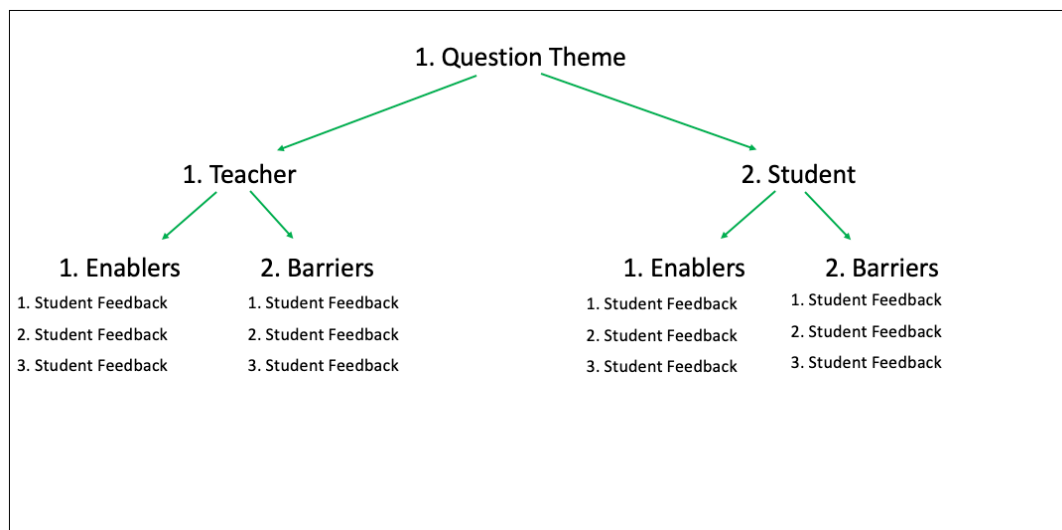 1. Question Theme
1. Teacher
2. Student
1. Enablers
2. Barriers
1. Enablers
2. Barriers
1. Student Feedback
2. Student Feedback
3. Student Feedback
1. Student Feedback
2. Student Feedback
3. Student Feedback
1. Student Feedback
2. Student Feedback
3. Student Feedback
1. Student Feedback
2. Student Feedback
3. Student Feedback